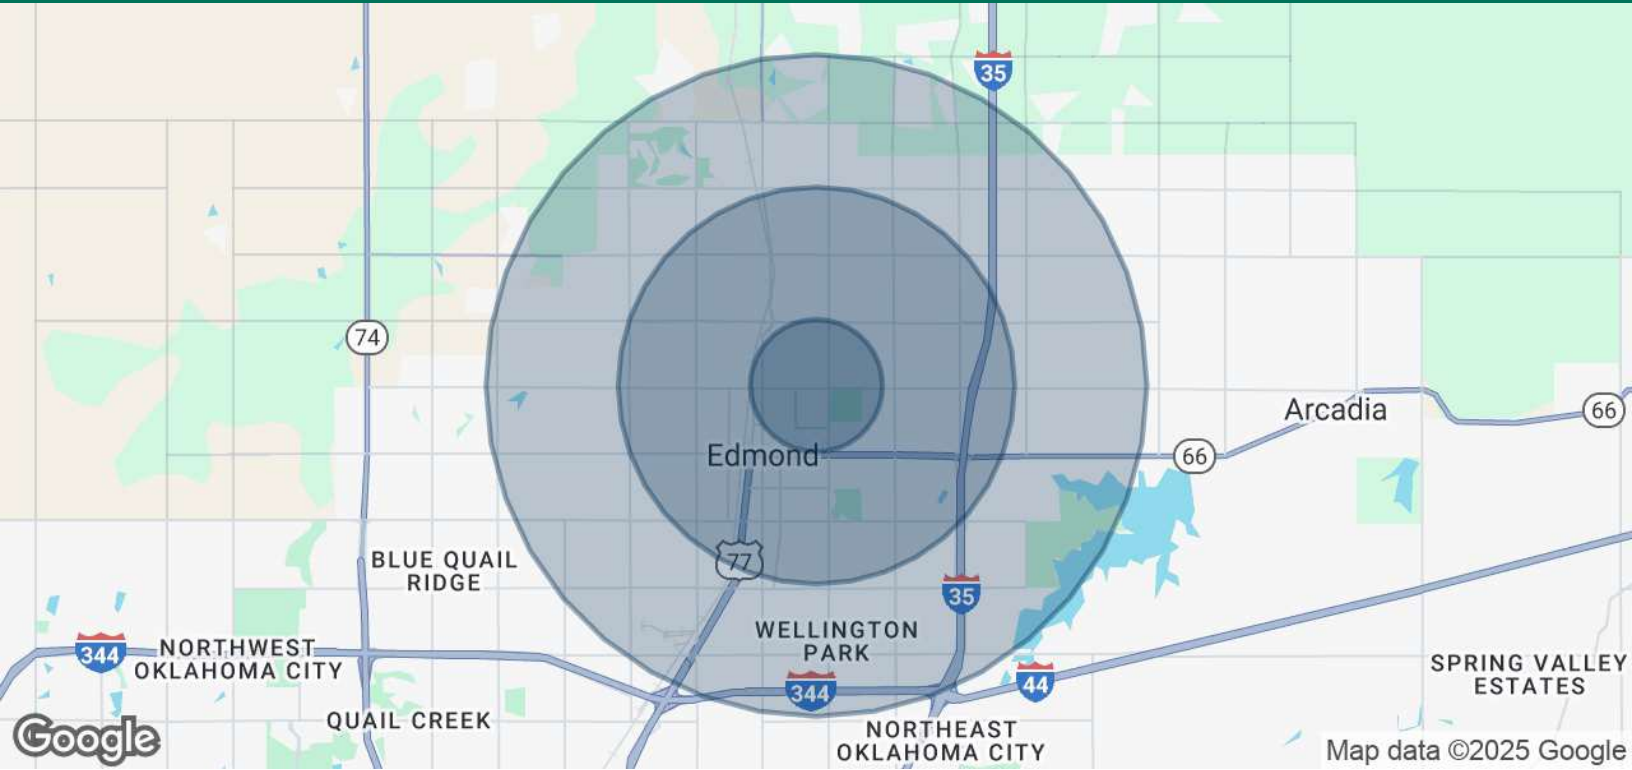 35
74
Arcadia
66
Edmond
66
BLUE QUAIL
RIDGE
77
35
WELLINGTON
PARK
344
NORTHWEST
OKLAHOMA CITY
SPRING VALLEY
ESTATES
344
44
QUAIL CREEK
NORTHEAST
OKLAHOMA CITY
Google
Map data ©2025 Google